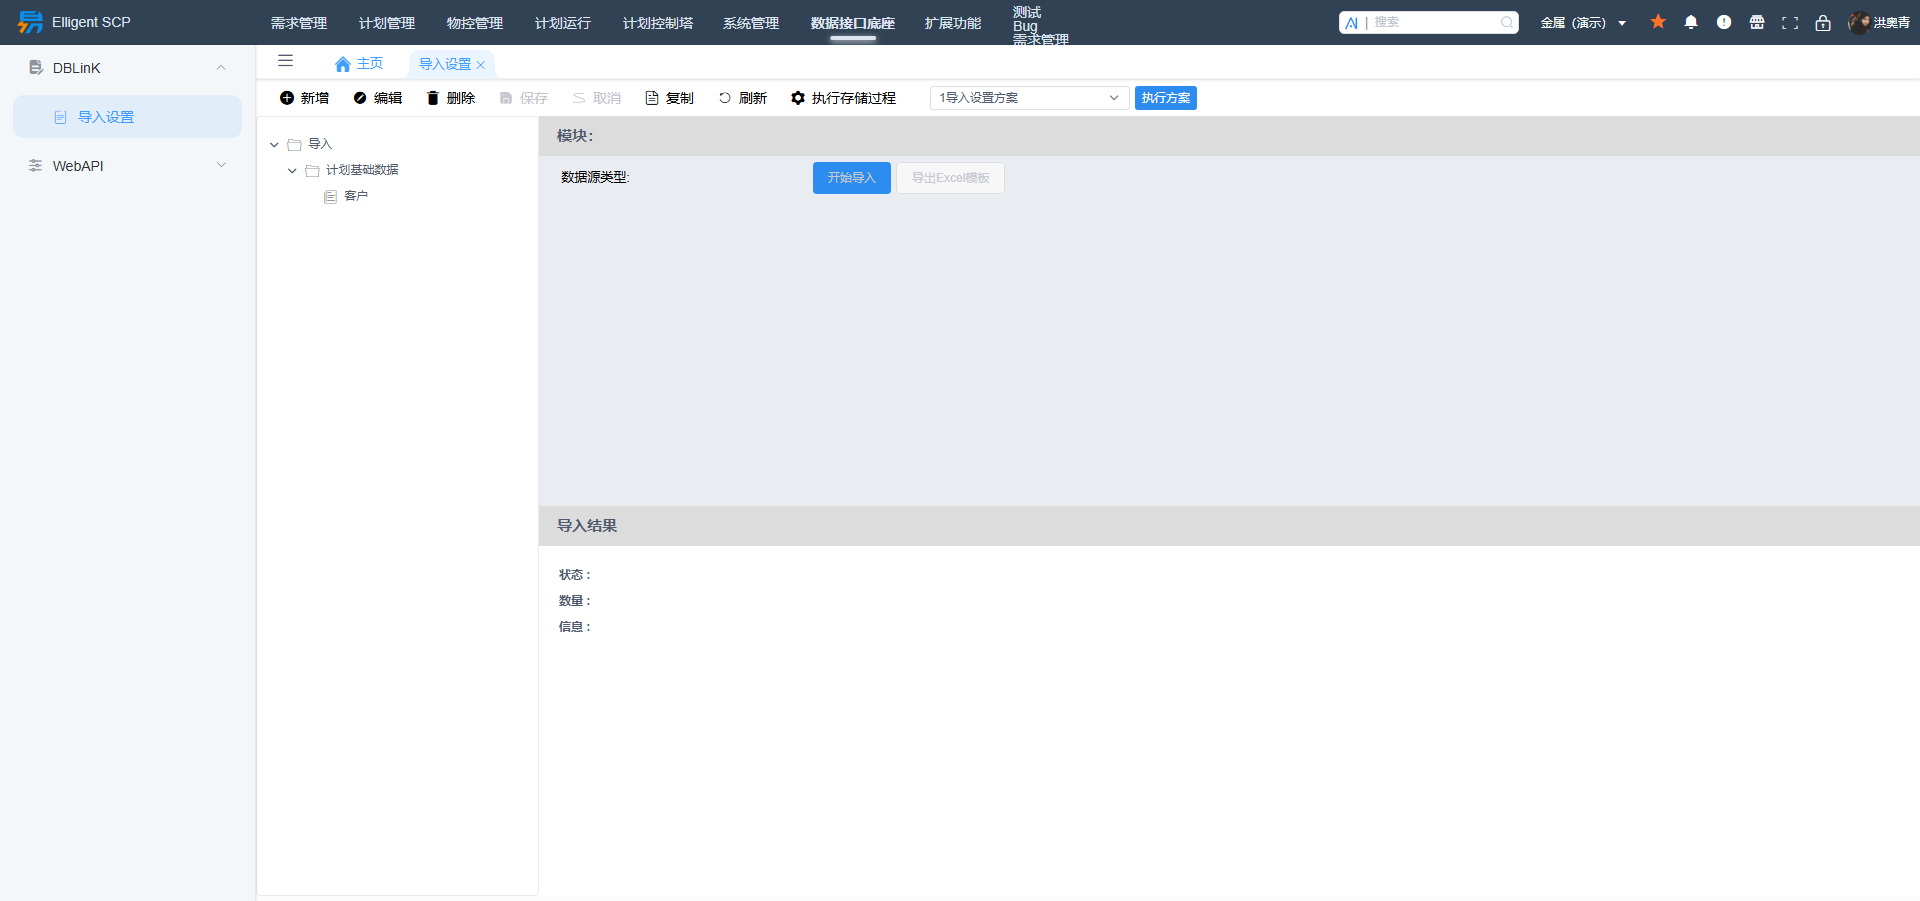 Elligent SCP
需求管理
计划管理
物控管理
计划运行
计划控制塔
系统管理
数据接口底座
扩展功能
测试
Bug
需求管理
AI | 搜索
金属（演示）
洪奥青
DBLinK
导入设置
WebAPI
主页
导入设置
新增
编辑
删除
保存
取消
复制
刷新
执行存储过程
1导入设置方案
执行方案
导入
计划基础数据
客户
模块：
数据源类型:
开始导入
导出Excel模板
导入结果
状态：
数量：
信息：